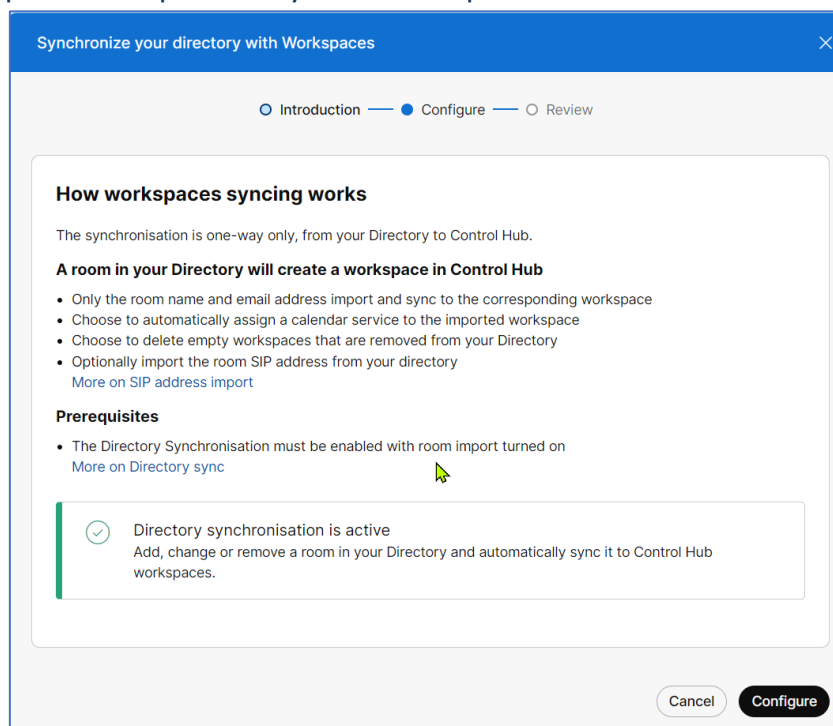 Synchronize your directory with Workspaces
Introduction
Configure
Review
How workspaces syncing works
The synchronisation is one-way only, from your Directory to Control Hub.
A room in your Directory will create a workspace in Control Hub
• Only the room name and email address import and sync to the corresponding workspace
• Choose to automatically assign a calendar service to the imported workspace
• Choose to delete empty workspaces that are removed from your Directory
• Optionally import the room SIP address from your directory
More on SIP address import
Prerequisites
• The Directory Synchronisation must be enabled with room import turned on
More on Directory sync
Directory synchronisation is active
Add, change or remove a room in your Directory and automatically sync it to Control Hub
workspaces.
Cancel
Configure